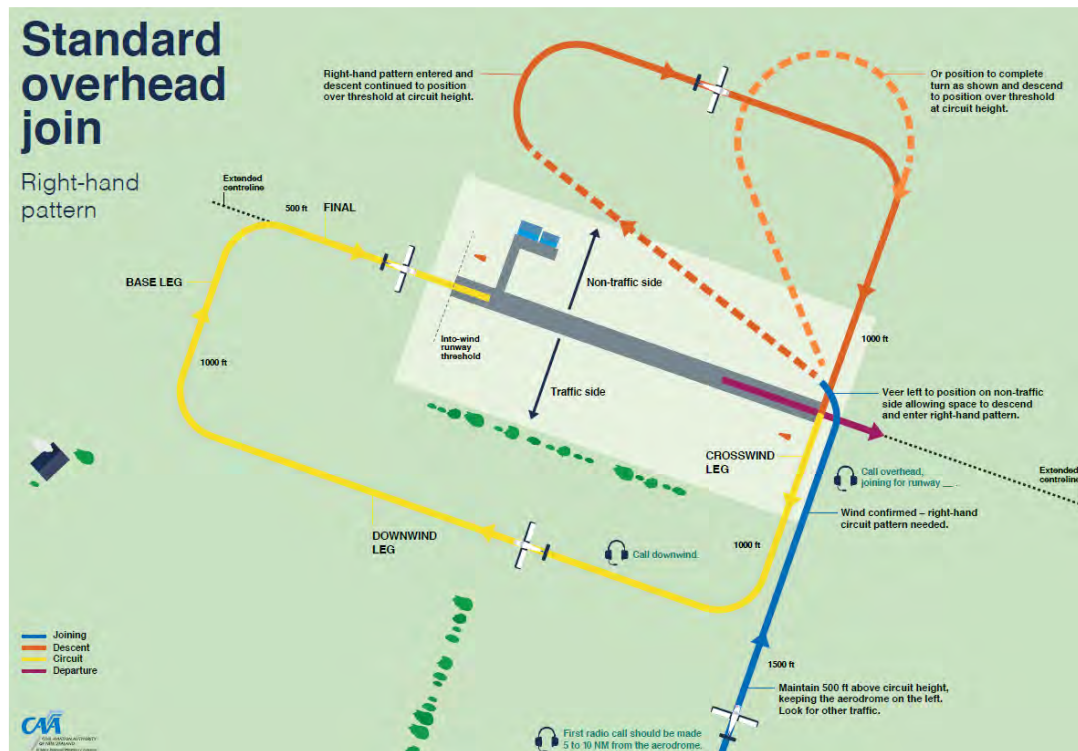 Standard
overhead
join
Right-hand
pattern
Right-hand pattern entered and
descent continued to position
over threshold at circuit height.
Or position to complete
turn as shown and descend
to position over threshold
at circuit height.
Extended
centreline
500 ft
FINAL
BASE LEG
1000 ft
Into-wind
runway
threshold
Non-traffic side
Traffic side
1000 ft
Veer left to position on non-traffic
side allowing space to descend
and enter right-hand pattern.
CROSSWIND
LEG
Call overhead,
joining for runway __ .
Extended
centreline
Wind confirmed – right-hand
circuit pattern needed.
DOWNWIND
LEG
Call downwind.
1000 ft
1500 ft
Maintain 500 ft above circuit height,
keeping the aerodrome on the left.
Look for other traffic.
First radio call should be made
5 to 10 NM from the aerodrome.
Joining
Descent
Circuit
Departure
CAA
CIVIL AVIATION AUTHORITY
OF NEW ZEALAND